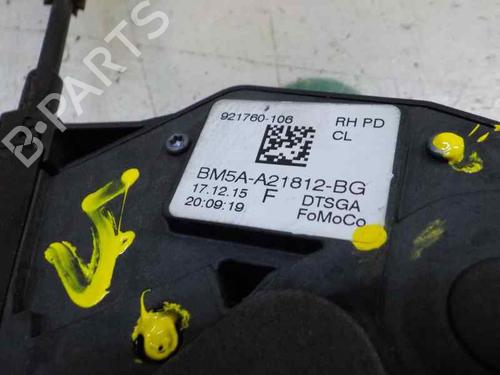 B-PARTS
921760-106 RH PD
CL
BM5A-A21812-BG
17.12.15 F DTSGA
20:09:19 FoMoCo